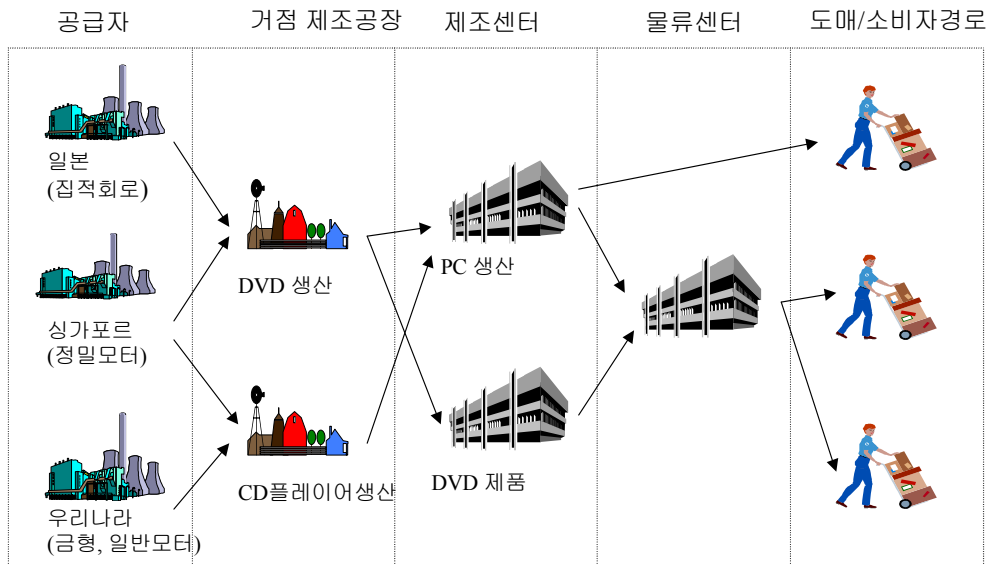 공급자
거점 제조공장
제조센터
물류센터
도매/소비자경로
일본
(집적회로)
싱가포르
(정밀모터)
우리나라
(금형, 일반모터)
DVD 생산
CD플레이어생산
PC 생산
DVD 제품